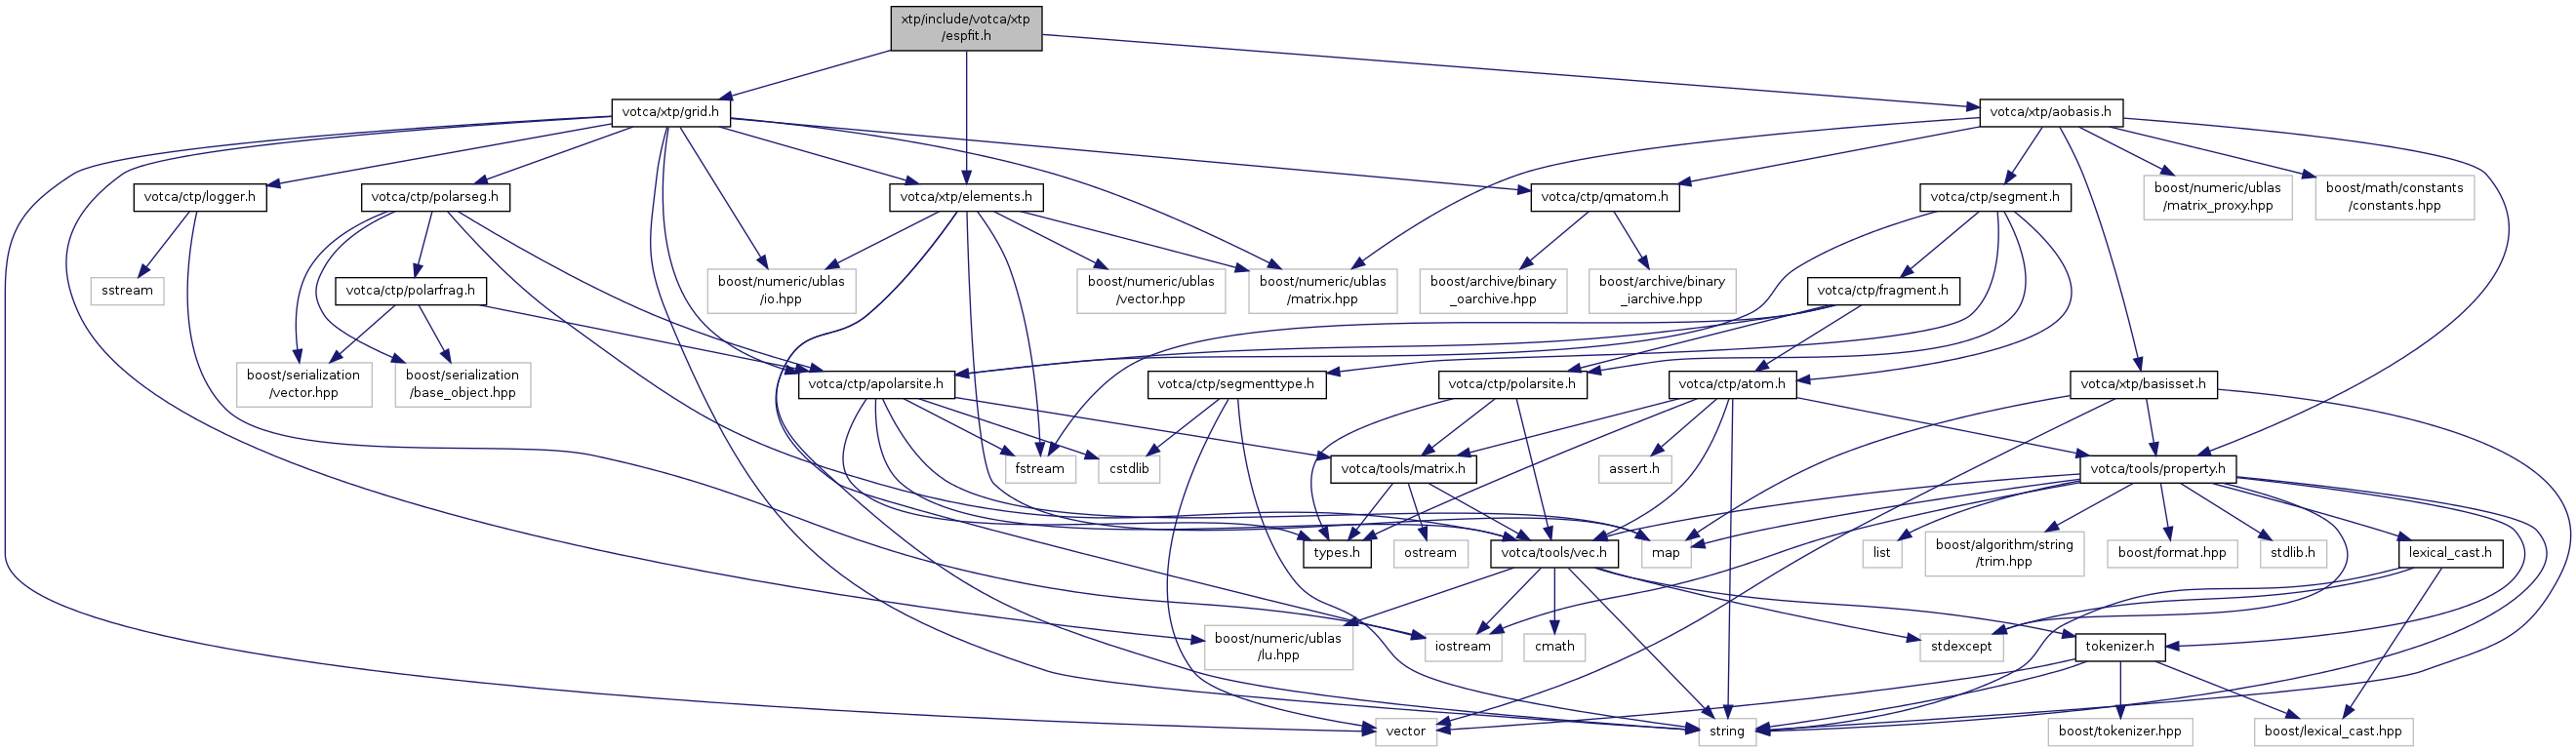 xtp/include/votca/xtp
/espfit.h
votca/xtp/grid.h
votca/xtp/aobasis.h
votca/ctp/logger.h
votca/ctp/polarseg.h
votca/xtp/elements.h
votca/ctp/qmatom.h
votca/ctp/segment.h
boost/numeric/ublas
/matrix_proxy.hpp
boost/math/constants
/constants.hpp
sstream
votca/ctp/polarfrag.h
boost/numeric/ublas
/io.hpp
boost/numeric/ublas
/vector.hpp
boost/numeric/ublas
/matrix.hpp
boost/archive/binary
_oarchive.hpp
boost/archive/binary
_iarchive.hpp
votca/ctp/fragment.h
boost/serialization
/vector.hpp
boost/serialization
/base_object.hpp
votca/ctp/apolarsite.h
votca/ctp/segmenttype.h
votca/ctp/polarsite.h
votca/ctp/atom.h
votca/xtp/basisset.h
fstream
cstdlib
votca/tools/matrix.h
assert.h
votca/tools/property.h
types.h
ostream
votca/tools/vec.h
map
list
boost/algorithm/string
/trim.hpp
boost/format.hpp
stdlib.h
lexical_cast.h
boost/numeric/ublas
/lu.hpp
iostream
cmath
stdexcept
tokenizer.h
vector
string
boost/tokenizer.hpp
boost/lexical_cast.hpp